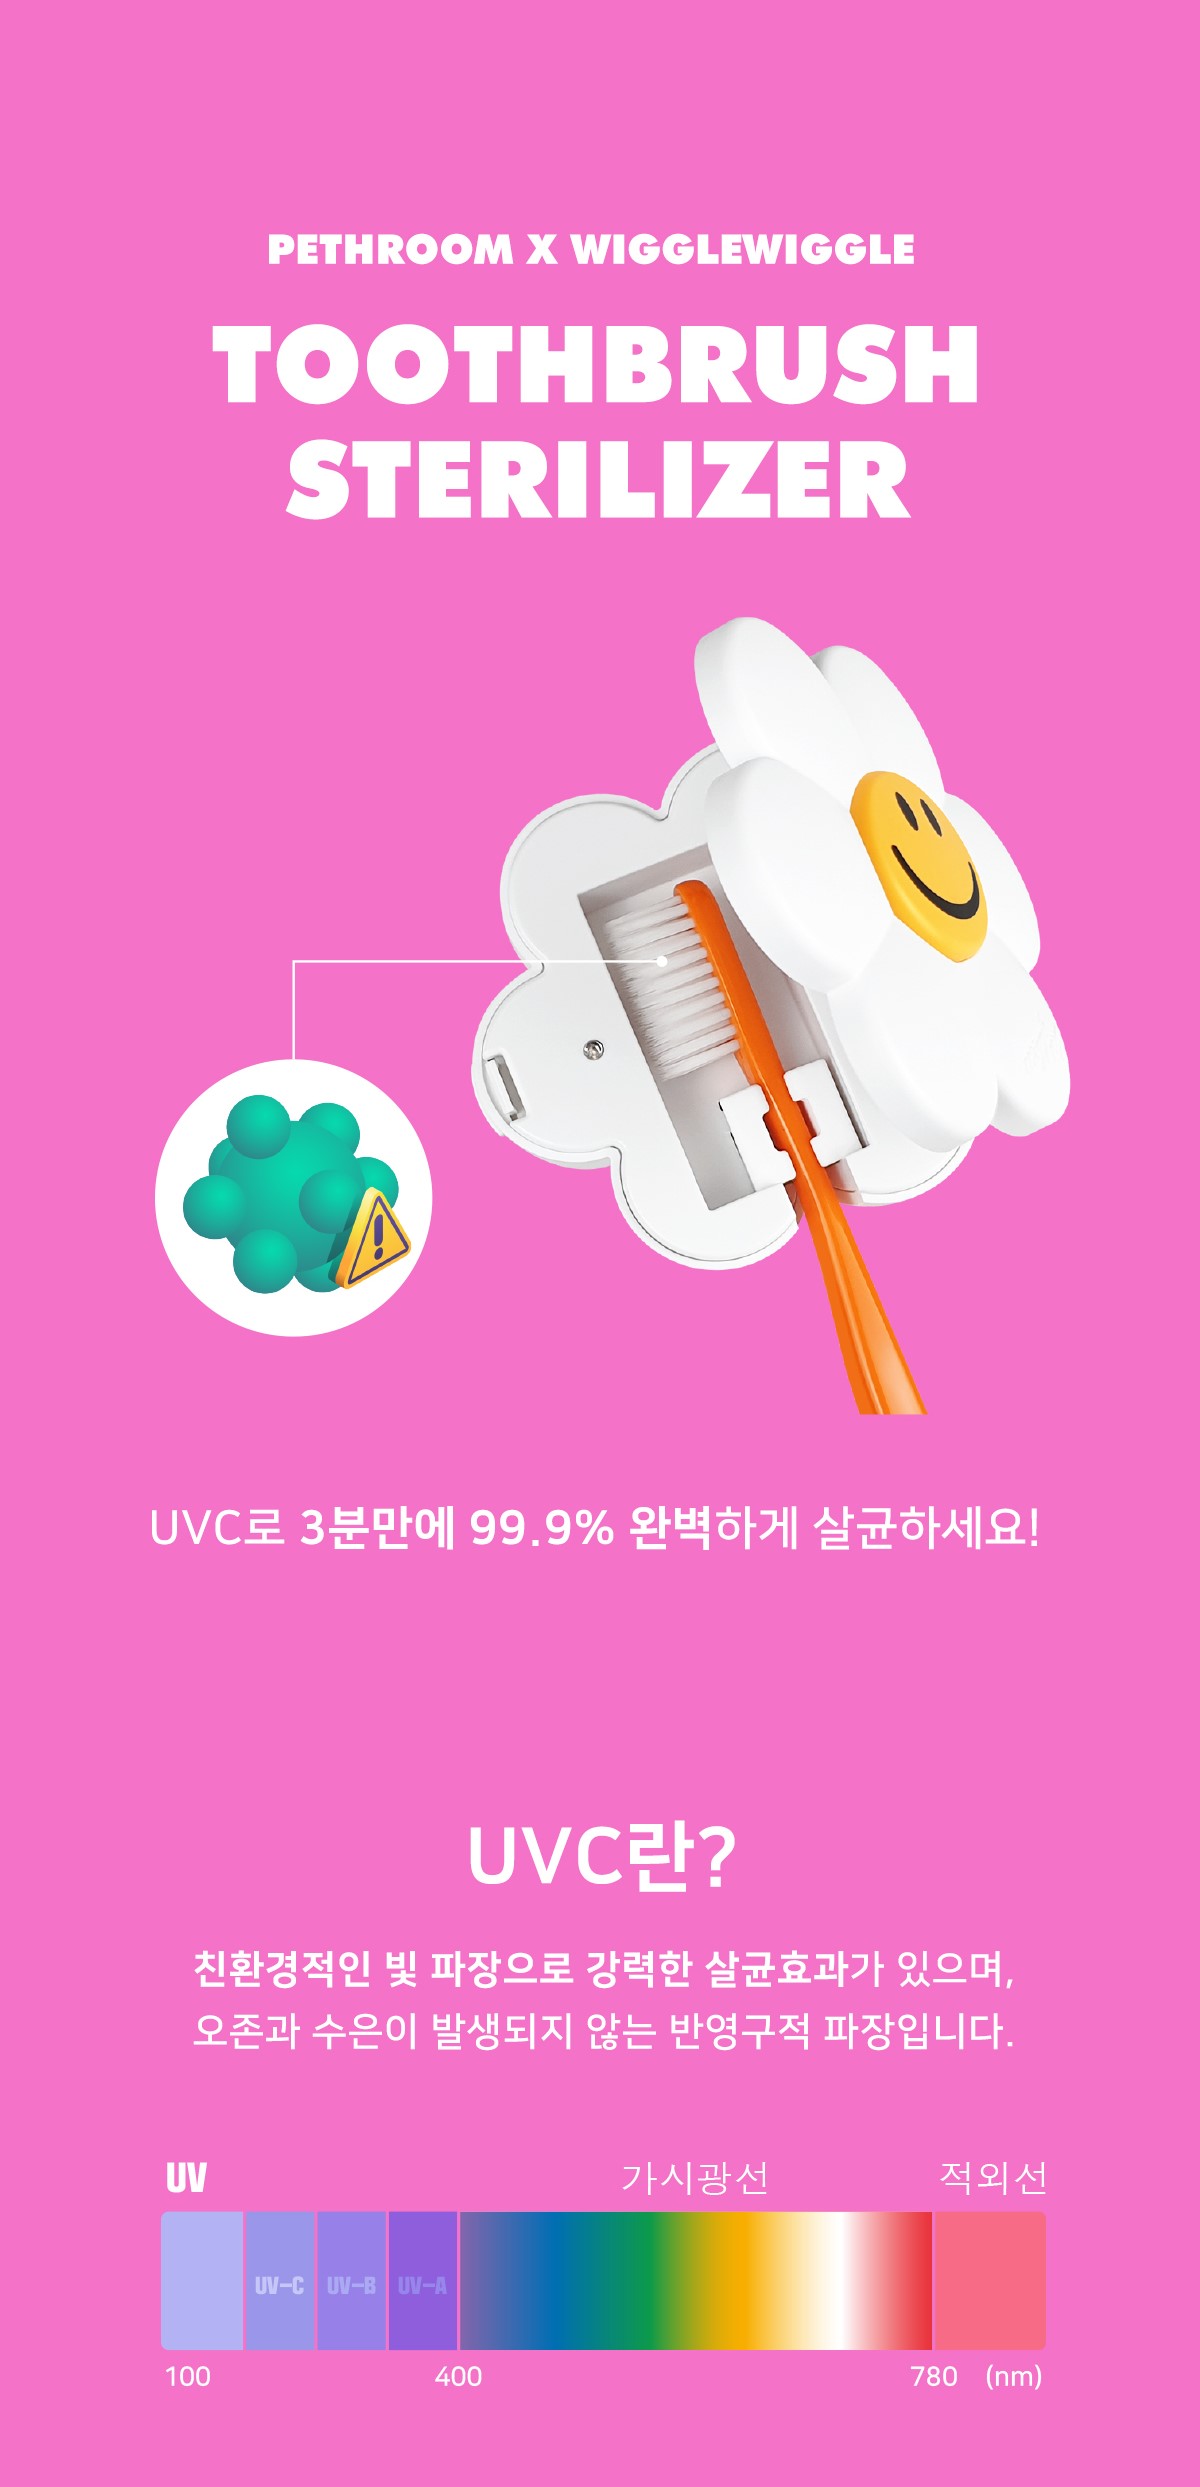 PETHROOM X WIGGLEWIGGLE
TOOTHBRUSH
STERILIZER
UVC로 3분만에 99.9% 완벽하게 살균하세요!
UVC란?
친환경적인 빛 파장으로 강력한 살균효과가 있으며,
오존과 수은이 발생되지 않는 반영구적 파장입니다.
UV 가시광선 적외선
UV-C UV-B UV-A
100 400 780 (nm)